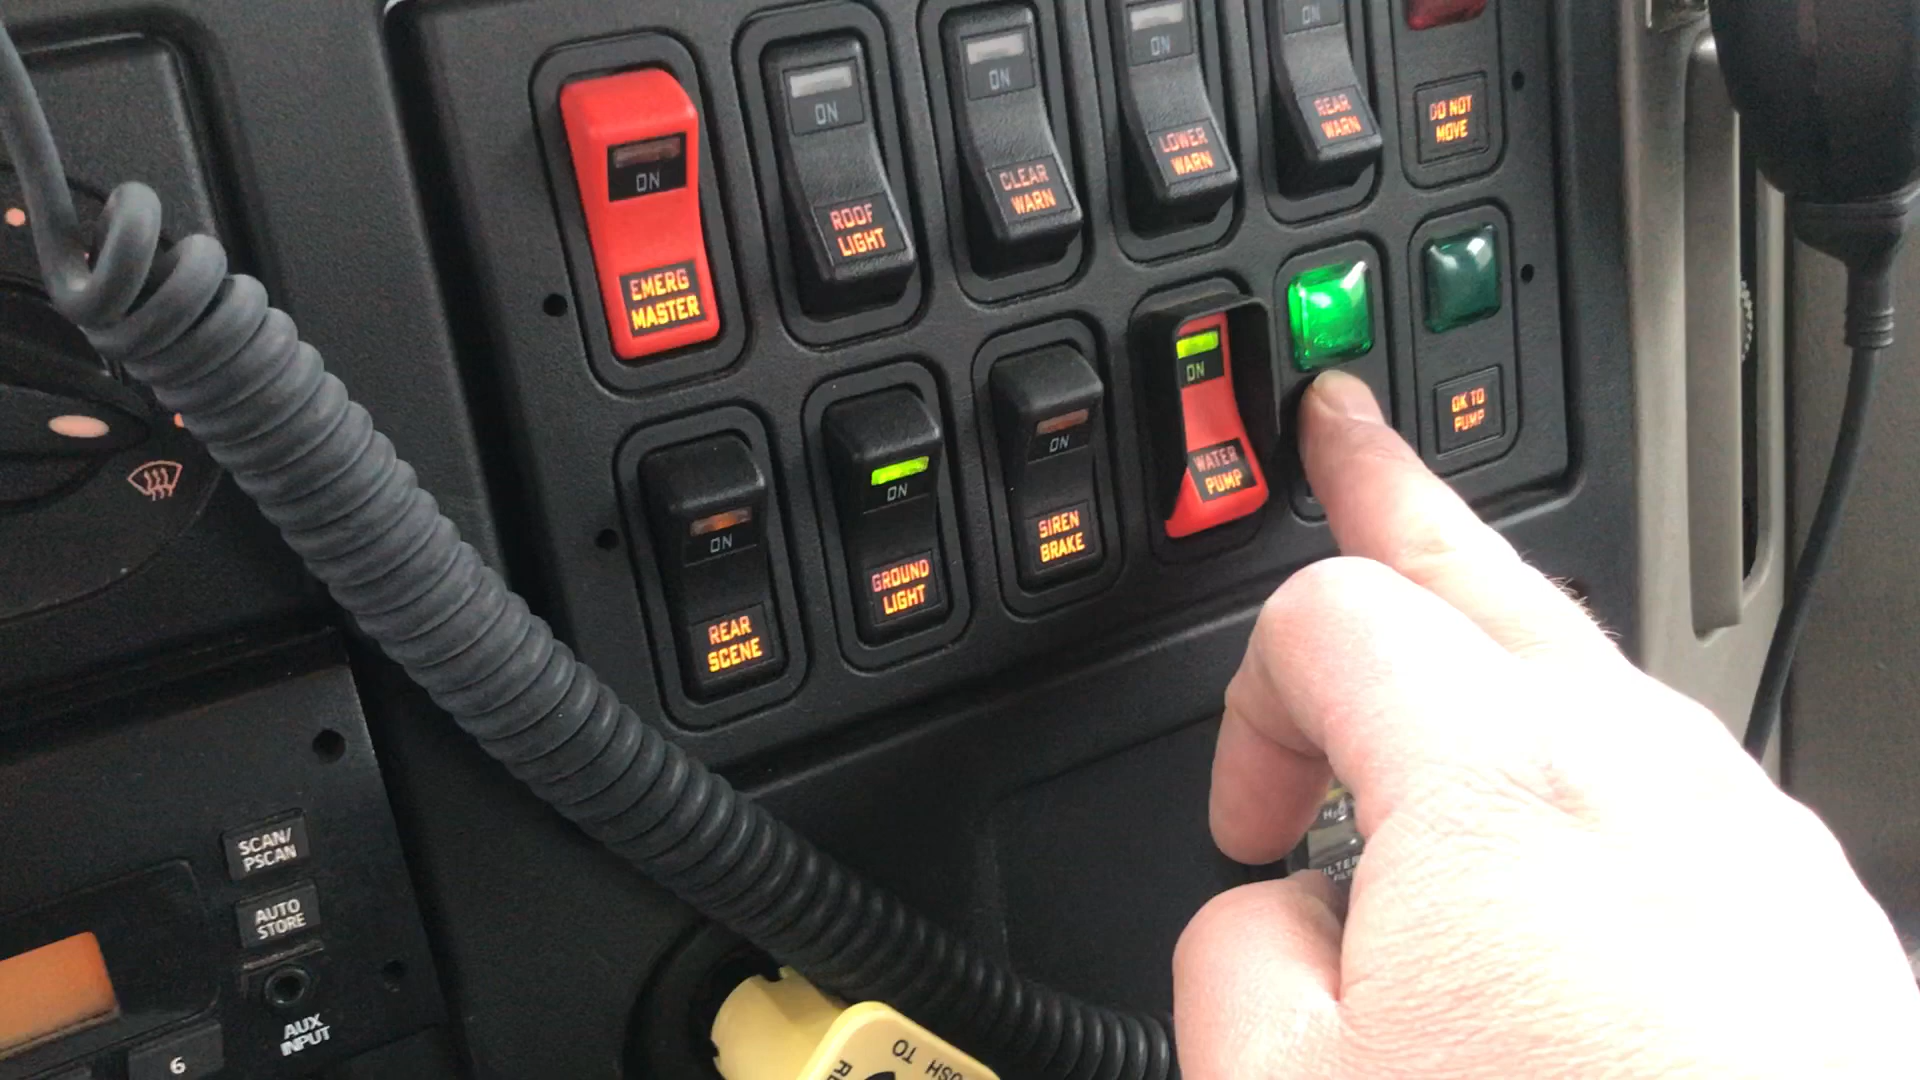 ON
EMERG
MASTER
ON
ROOF
LIGHT
ON
CLEAR
WARN
ON
LOWER
WARN
ON
REAR
WARN
DO NOT
MOVE
ON
REAR
SCENE
ON
GROUND
LIGHT
ON
SIREN
BRAKE
ON
WATER
PUMP
OK TO
PUMP
SCAN/
PSCAN
AUTO
STORE
AUX
INPUT
6
TO